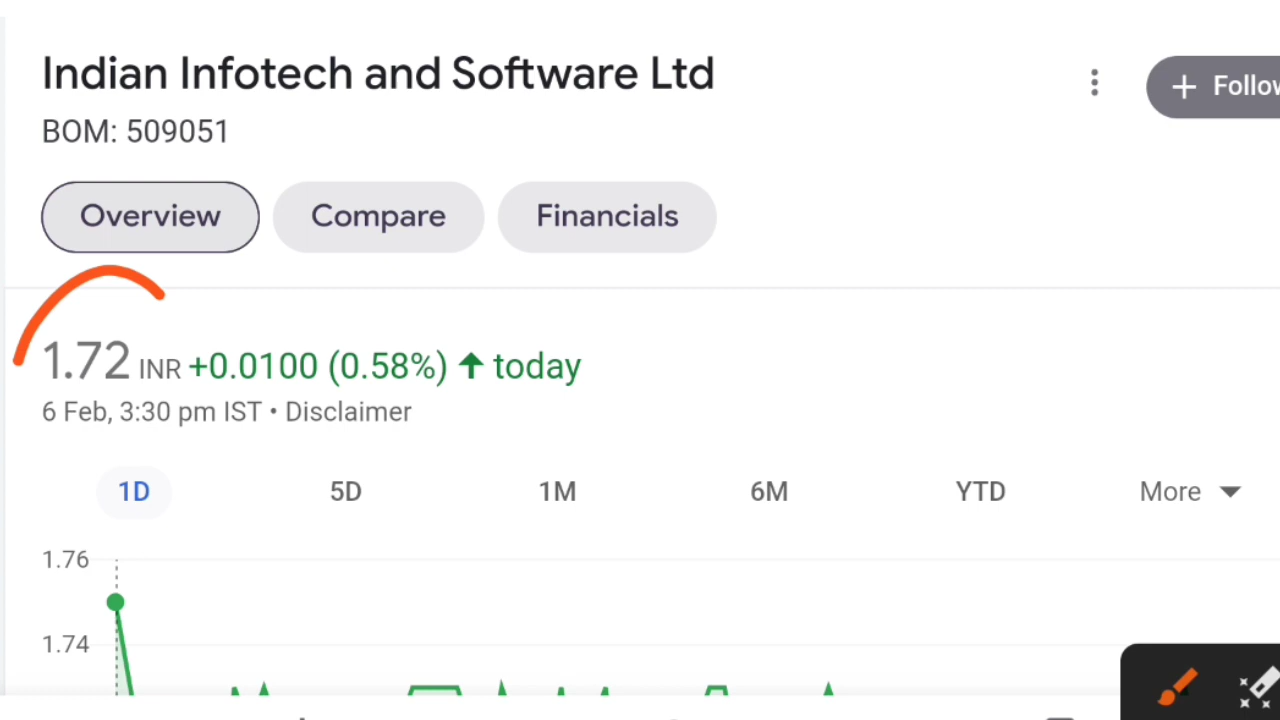 Indian Infotech and Software Ltd
+ Follow
BOM: 509051
Overview Compare Financials
1.72 INR +0.0100 (0.58%) ↑ today
6 Feb, 3:30 pm IST • Disclaimer
1D 5D 1M 6M YTD More
1.76
1.74